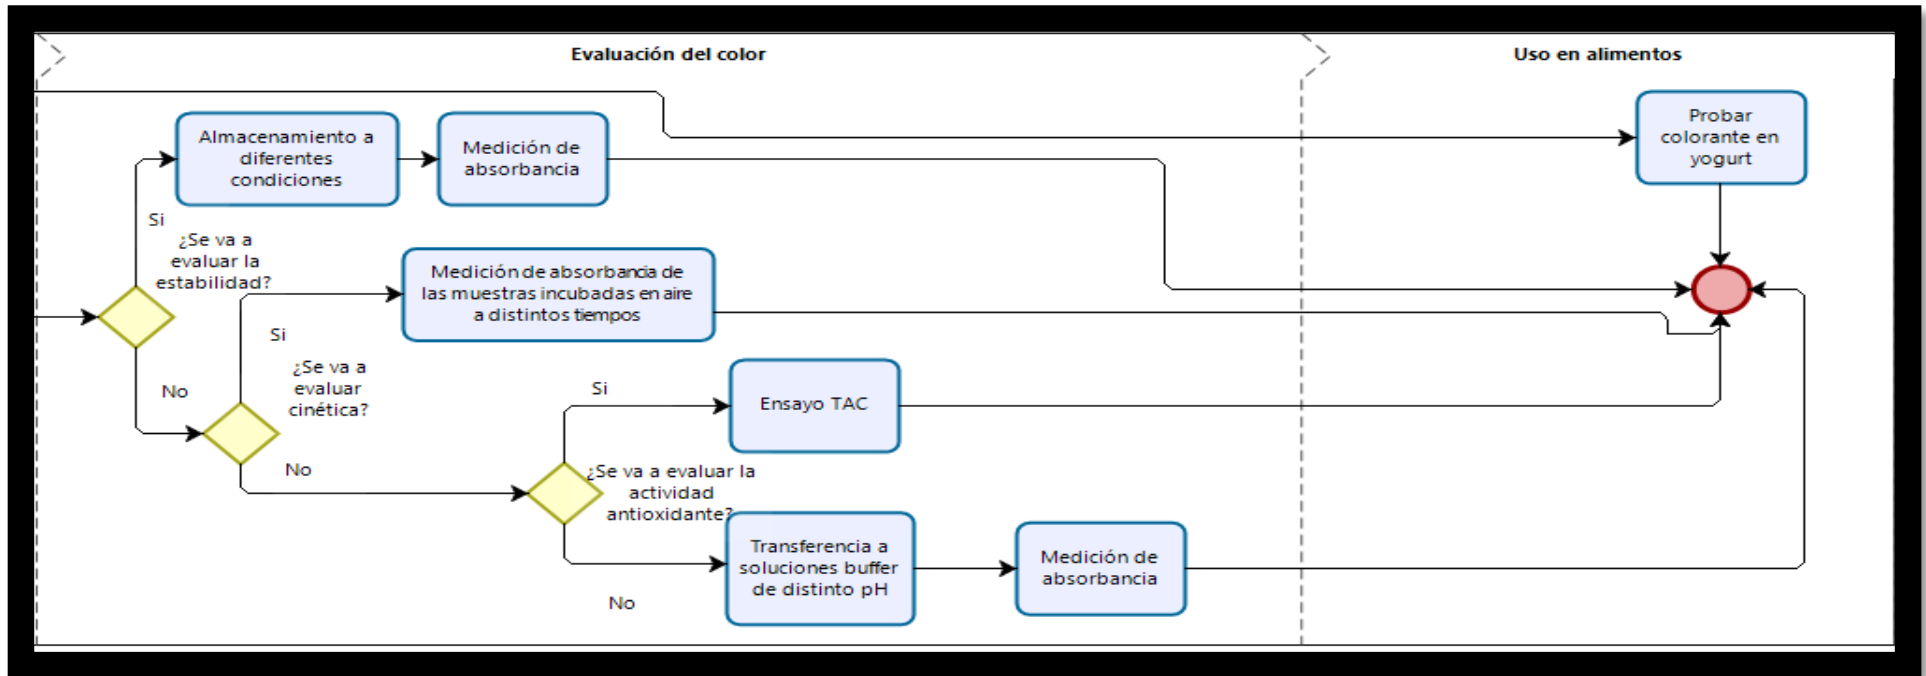 Evaluación del color
Uso en alimentos
Almacenamiento a
diferentes
condiciones
Medición de
absorbancia
Probar
colorante en
yogurt
Si
¿Se va a
evaluar la
estabilidad?
Medición de absorbancia de
las muestras incubadas en aire
a distintos tiempos
Si
¿Se va a
evaluar
cinética?
No
Si
Ensayo TAC
No
¿Se va a evaluar la
actividad
antioxidante?
Transferencia a
soluciones buffer
de distinto pH
Medición de
absorbancia
No